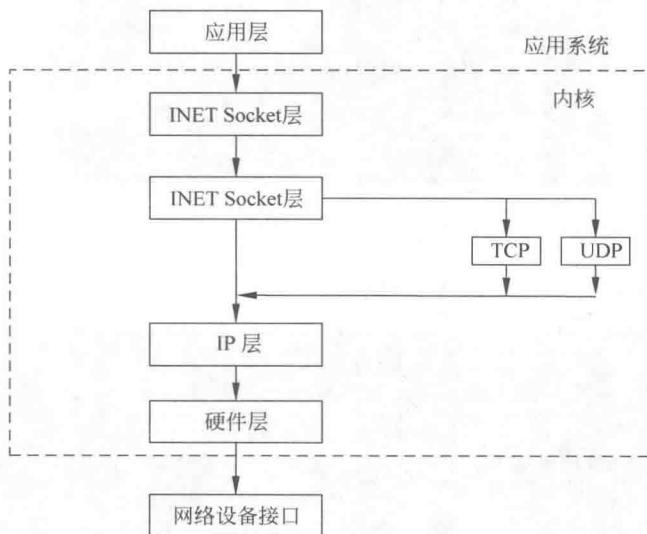 应用层
应用系统
内核
INET Socket层
INET Socket层
TCP
UDP
IP 层
硬件层
网络设备接口